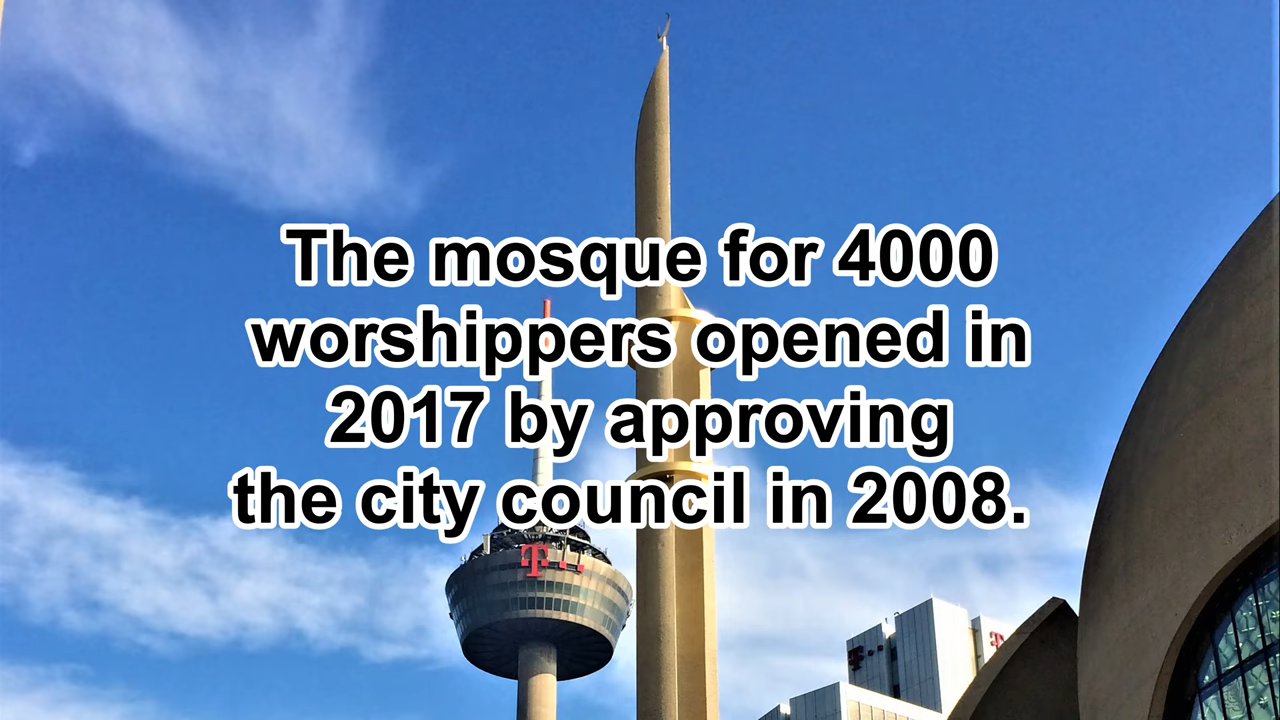 The mosque for 4000
worshippers opened in
2017 by approving
the city council in 2008.
T
T
T